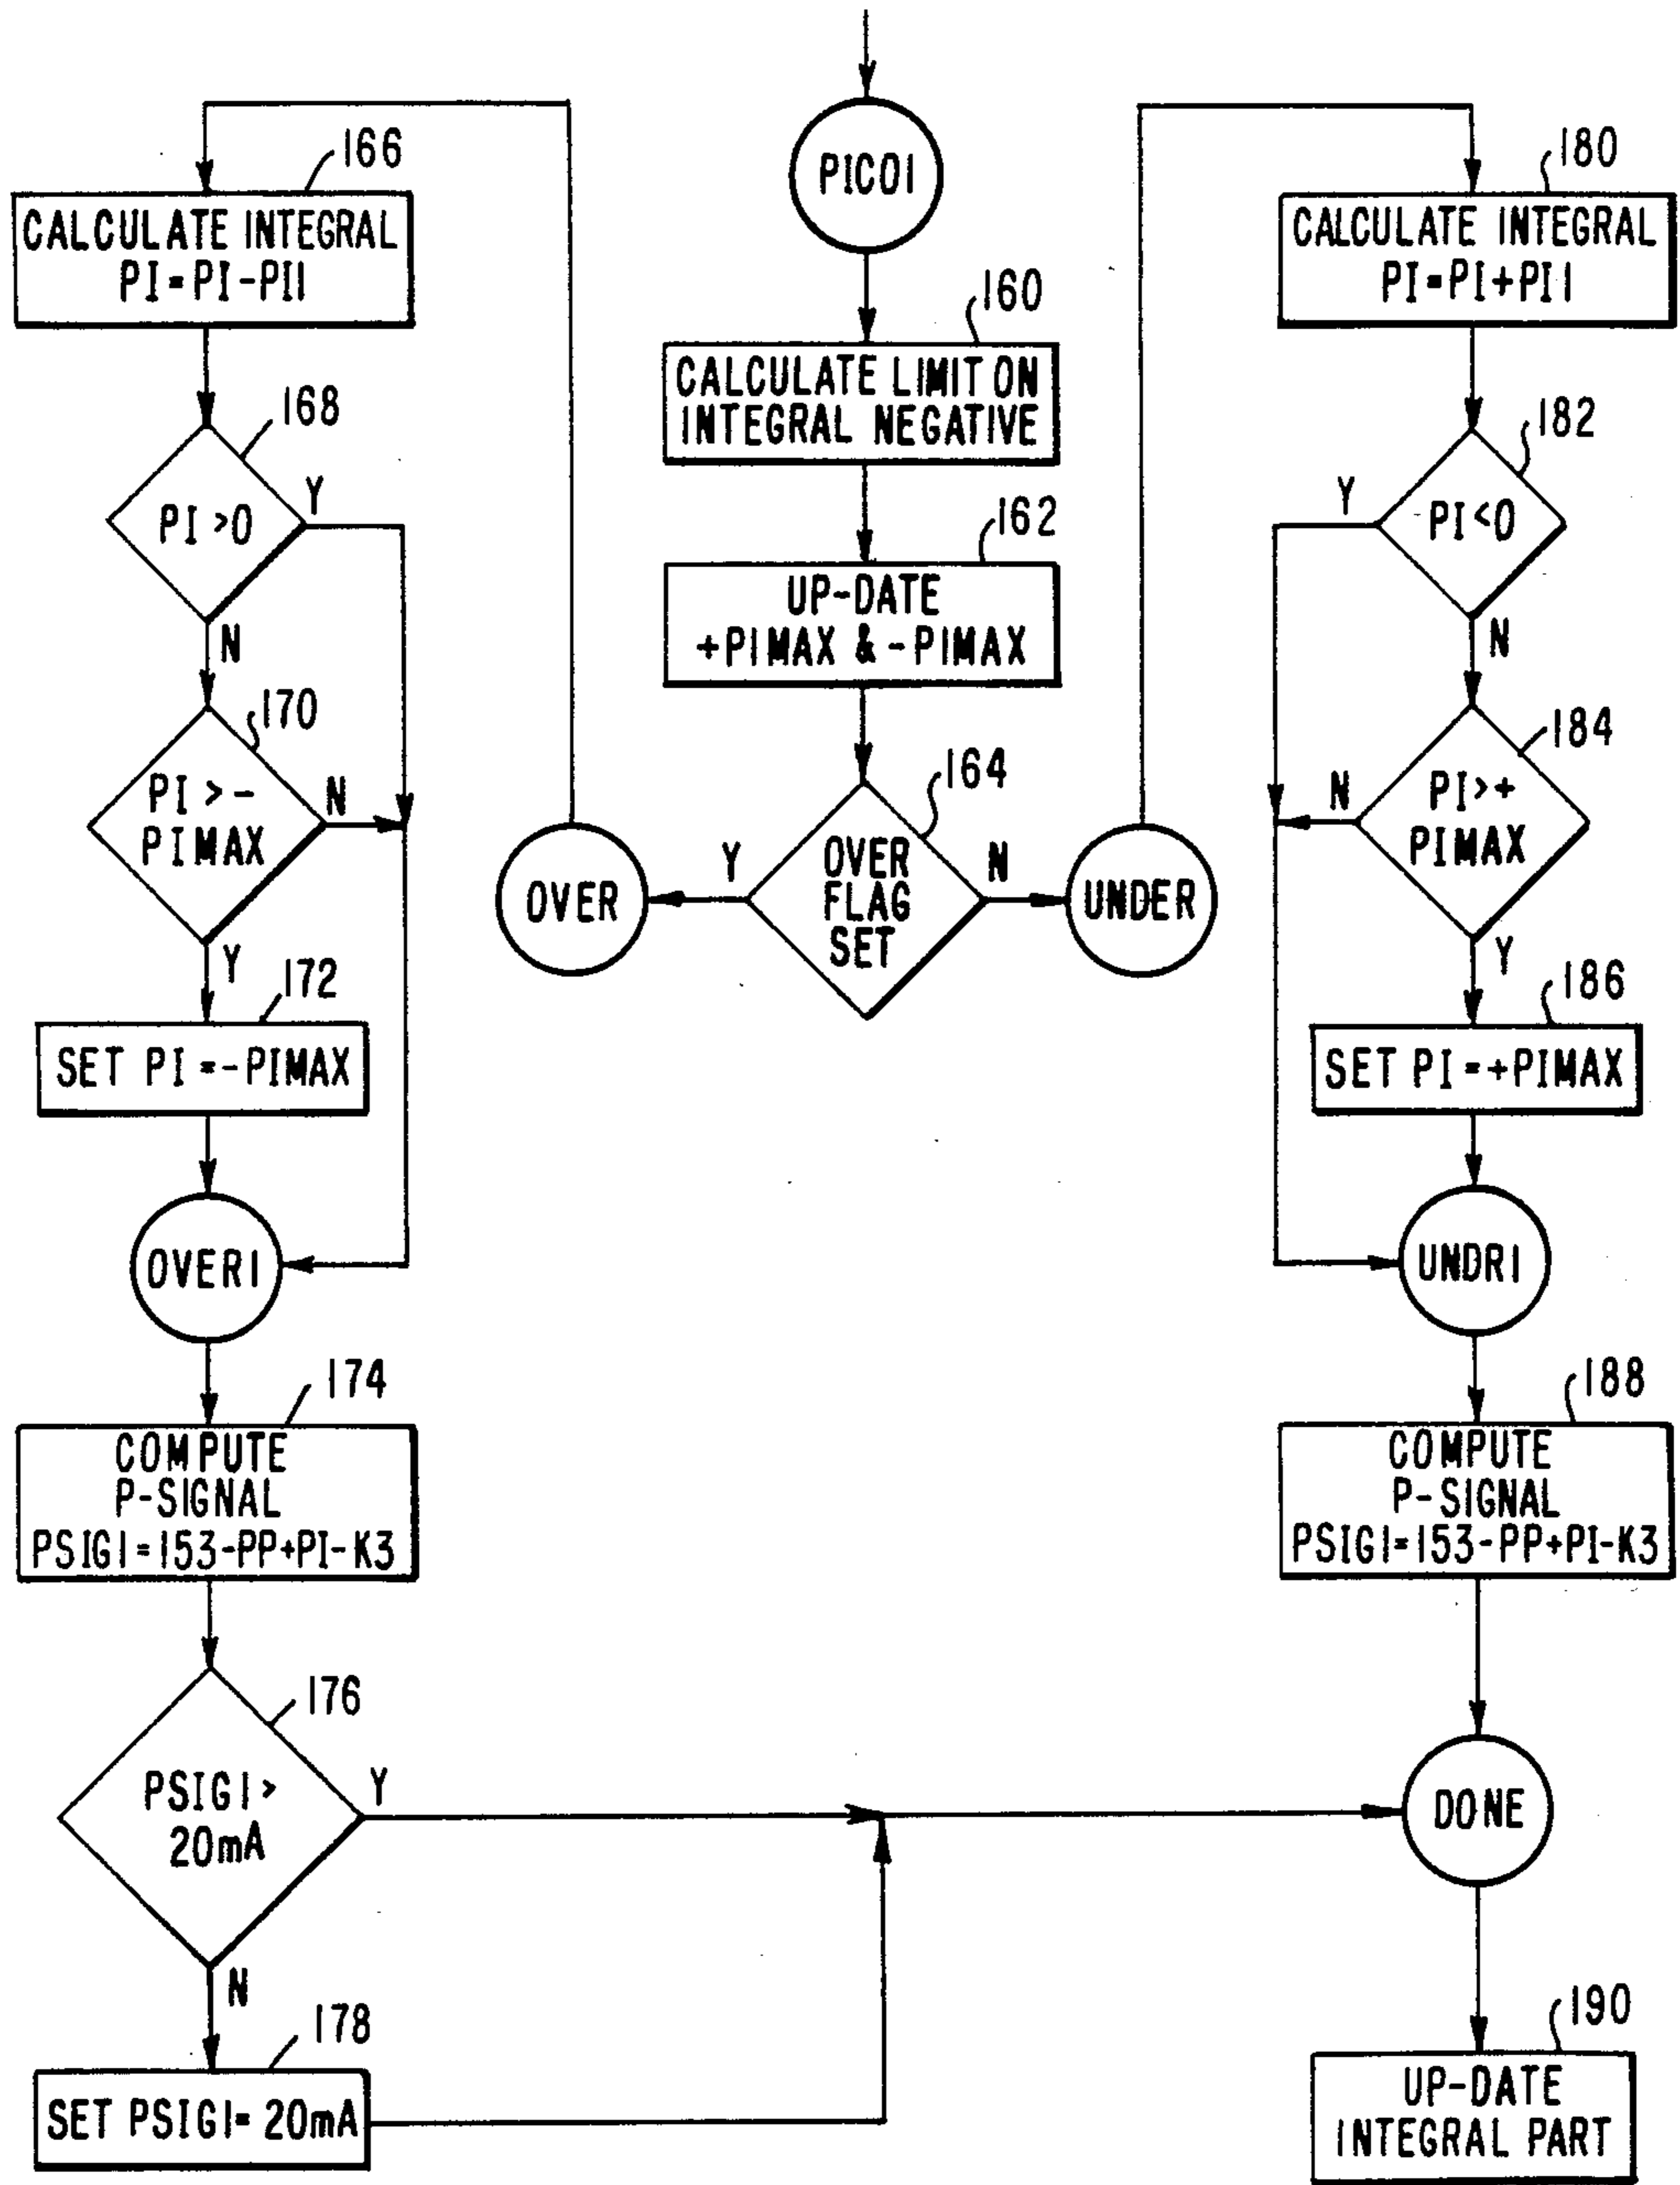 PIC01
160
CALCULATE LIMIT ON
INTEGRAL NEGATIVE
162
UP-DATE
+PIMAX & -PIMAX
164
OVER
FLAG
SET
Y
N
OVER
UNDER
166
CALCULATE INTEGRAL
PI=PI-PI1
168
PI >0
Y
N
170
PI >-
PIMAX
N
Y
172
SET PI =-PIMAX
OVER1
174
COMPUTE
P-SIGNAL
PSIG1=153-PP+PI-K3
176
PSIG1>
20mA
Y
N
178
SET PSIG1= 20mA
180
CALCULATE INTEGRAL
PI=PI+PI1
182
PI<0
Y
N
184
PI>+
PIMAX
N
Y
186
SET PI =+PIMAX
UNDR1
188
COMPUTE
P-SIGNAL
PSIG1=153-PP+PI-K3
DONE
190
UP-DATE
INTEGRAL PART